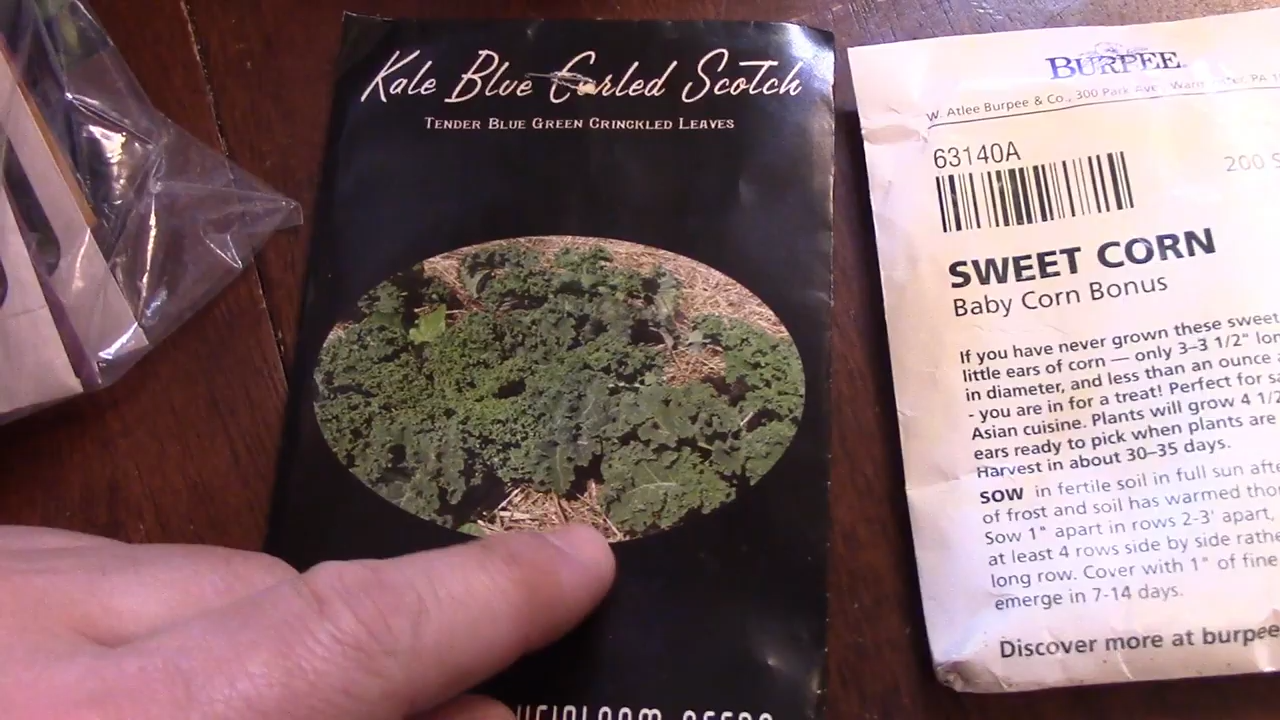 Kale Blue Curled Scotch
TENDER BLUE GREEN CRINCKLED LEAVES
HEIRLOOM SEEDS
BURPEE
W. Atlee Burpee & Co., 300 Park Ave., PA
63140A
200
SWEET CORN
Baby Corn Bonus
If you have never grown these sweet
little ears of corn — only 3–3 1/2" lon
in diameter, and less than an ounce
- you are in for a treat! Perfect for sa
Asian cuisine. Plants will grow 4 1/2
ears ready to pick when plants are
Harvest in about 30–35 days.
SOW in fertile soil in full sun afte
of frost and soil has warmed tho
Sow 1" apart in rows 2-3' apart,
at least 4 rows side by side rathe
long row. Cover with 1" of fine
emerge in 7-14 days.
Discover more at burpee